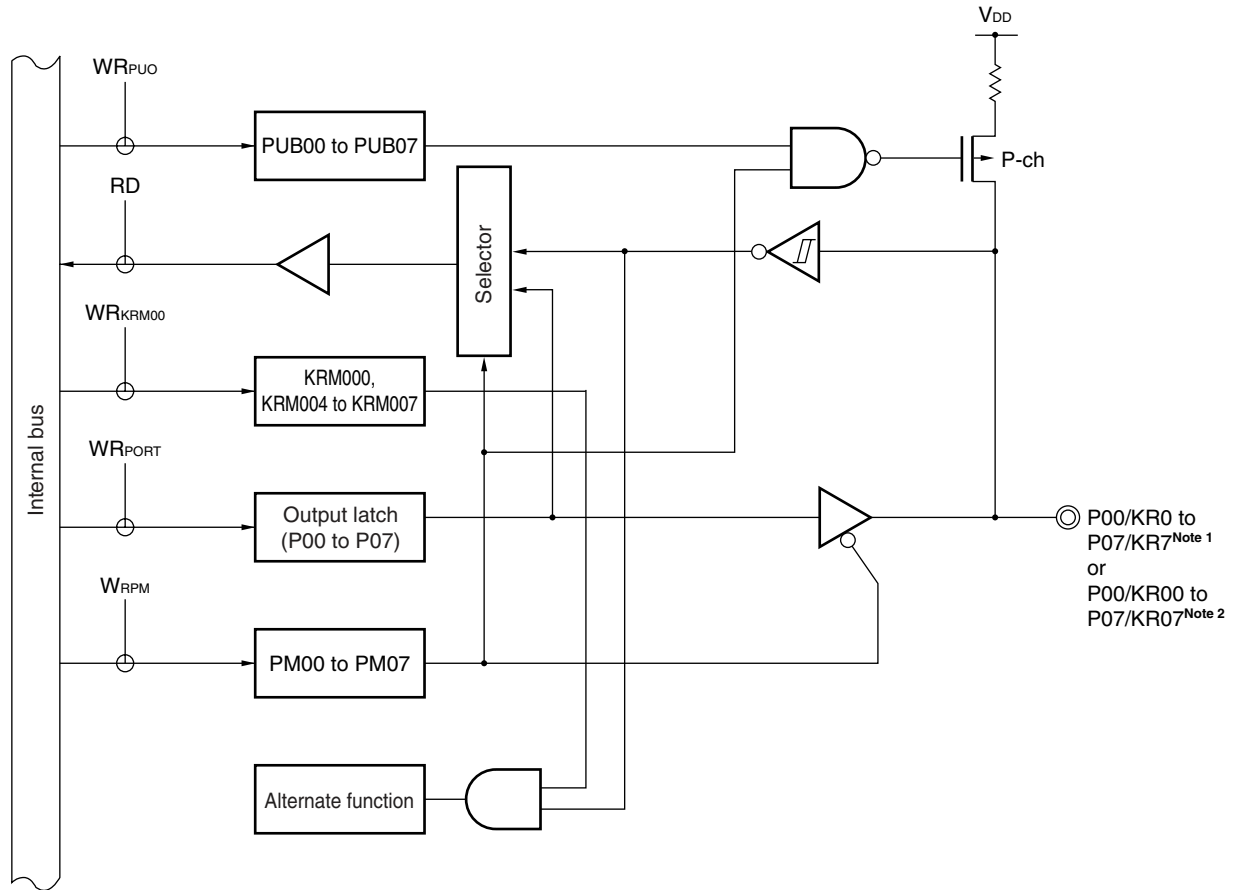 VDD
WRPUO
PUB00 to PUB07
P-ch
RD
Selector
WRKRM00
KRM000,
KRM004 to KRM007
Internal bus
WRPORT
Output latch
(P00 to P07)
P00/KR0 to
P07/KR7Note 1
or
P00/KR00 to
P07/KR07Note 2
WRPM
PM00 to PM07
Alternate function